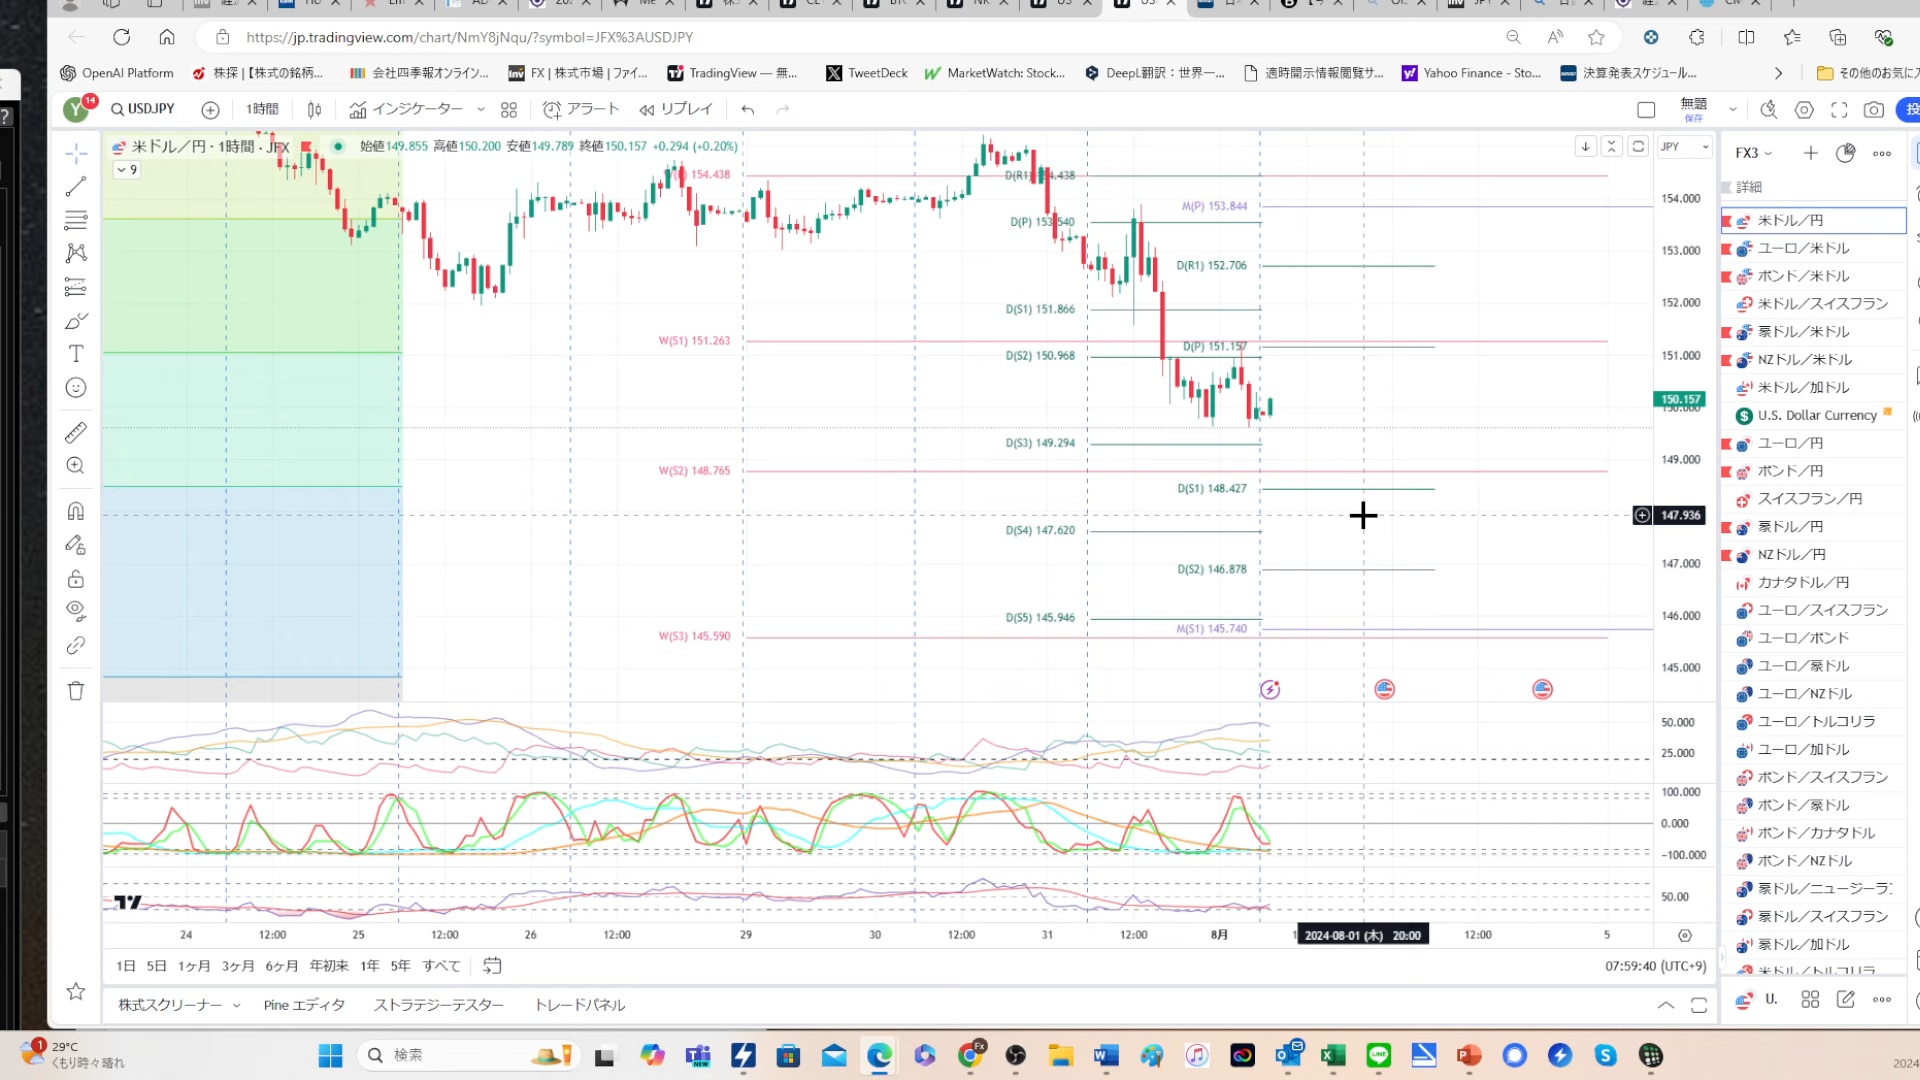 https://jp.tradingview.com/chart/NmY8jNqu/?symbol=JFX%3AUSDJPY
OpenAI Platform
株探 | 【株式の銘柄...
会社四季報オンライン...
FX | 株式市場 | ファイ...
TradingView — 無...
TweetDeck
MarketWatch: Stock...
DeepL翻訳：世界一...
適時開示情報閲覧サ...
Yahoo Finance - Sto...
決算発表スケジュール...
その他のお気に入
Y
14
USDJPY
1時間
インジケーター
アラート
リプレイ
無題
保存
投
米ドル／円・1時間・JFX
始値149.855 高値150.200 安値149.789 終値150.157 +0.294 (+0.20%)
9
JPY
FX3
詳細
米ドル／円
ユーロ／米ドル
ポンド／米ドル
米ドル／スイスフラン
豪ドル／米ドル
NZドル／米ドル
米ドル／加ドル
U.S. Dollar Currency
ユーロ／円
ポンド／円
スイスフラン／円
豪ドル／円
NZドル／円
カナタドル／円
ユーロ／スイスフラン
ユーロ／ポンド
ユーロ／豪ドル
ユーロ／NZドル
ユーロ／トルコリラ
ユーロ／加ドル
ポンド／スイスフラン
ポンド／豪ドル
ポンド／カナタドル
ポンド／NZドル
豪ドル／ニュージーラ
豪ドル／スイスフラン
豪ドル／加ドル
米ドル／トルコリラ
U.
154.438
D(R1) 154.438
M(P) 153.844
D(P) 153.540
D(R1) 152.706
D(S1) 151.866
W(S1) 151.263
D(P) 151.157
D(S2) 150.968
D(S3) 149.294
W(S2) 148.765
D(S1) 148.427
D(S4) 147.620
D(S2) 146.878
D(S5) 145.946
M(S1) 145.740
W(S3) 145.590
154.000
153.000
152.000
151.000
150.157
150.000
149.000
147.936
147.000
146.000
145.000
50.000
25.000
100.000
0.000
−100.000
50.00
24
12:00
25
12:00
26
12:00
29
30
12:00
31
12:00
8月
2024-08-01 (木) 20:00
12:00
5
1日
5日
1ヶ月
3ヶ月
6ヶ月
年初来
1年
5年
すべて
07:59:40 (UTC+9)
株式スクリーナー
Pine エディタ
ストラテジーテスター
トレードパネル
1
29°C
くもり時々晴れ
検索
NEW
Fx
2024